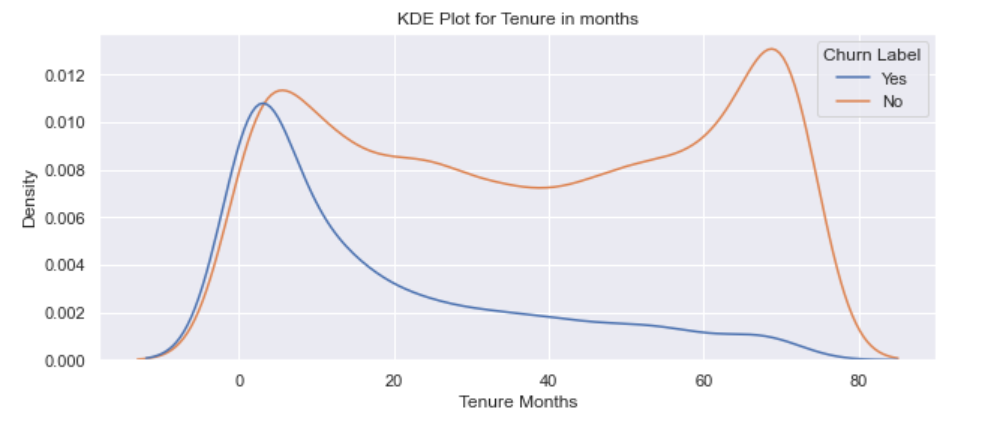 KDE Plot for Tenure in months
Churn Label
Yes
No
Density
0.012
0.010
0.008
0.006
0.004
0.002
0.000
0 20 40 60 80
Tenure Months